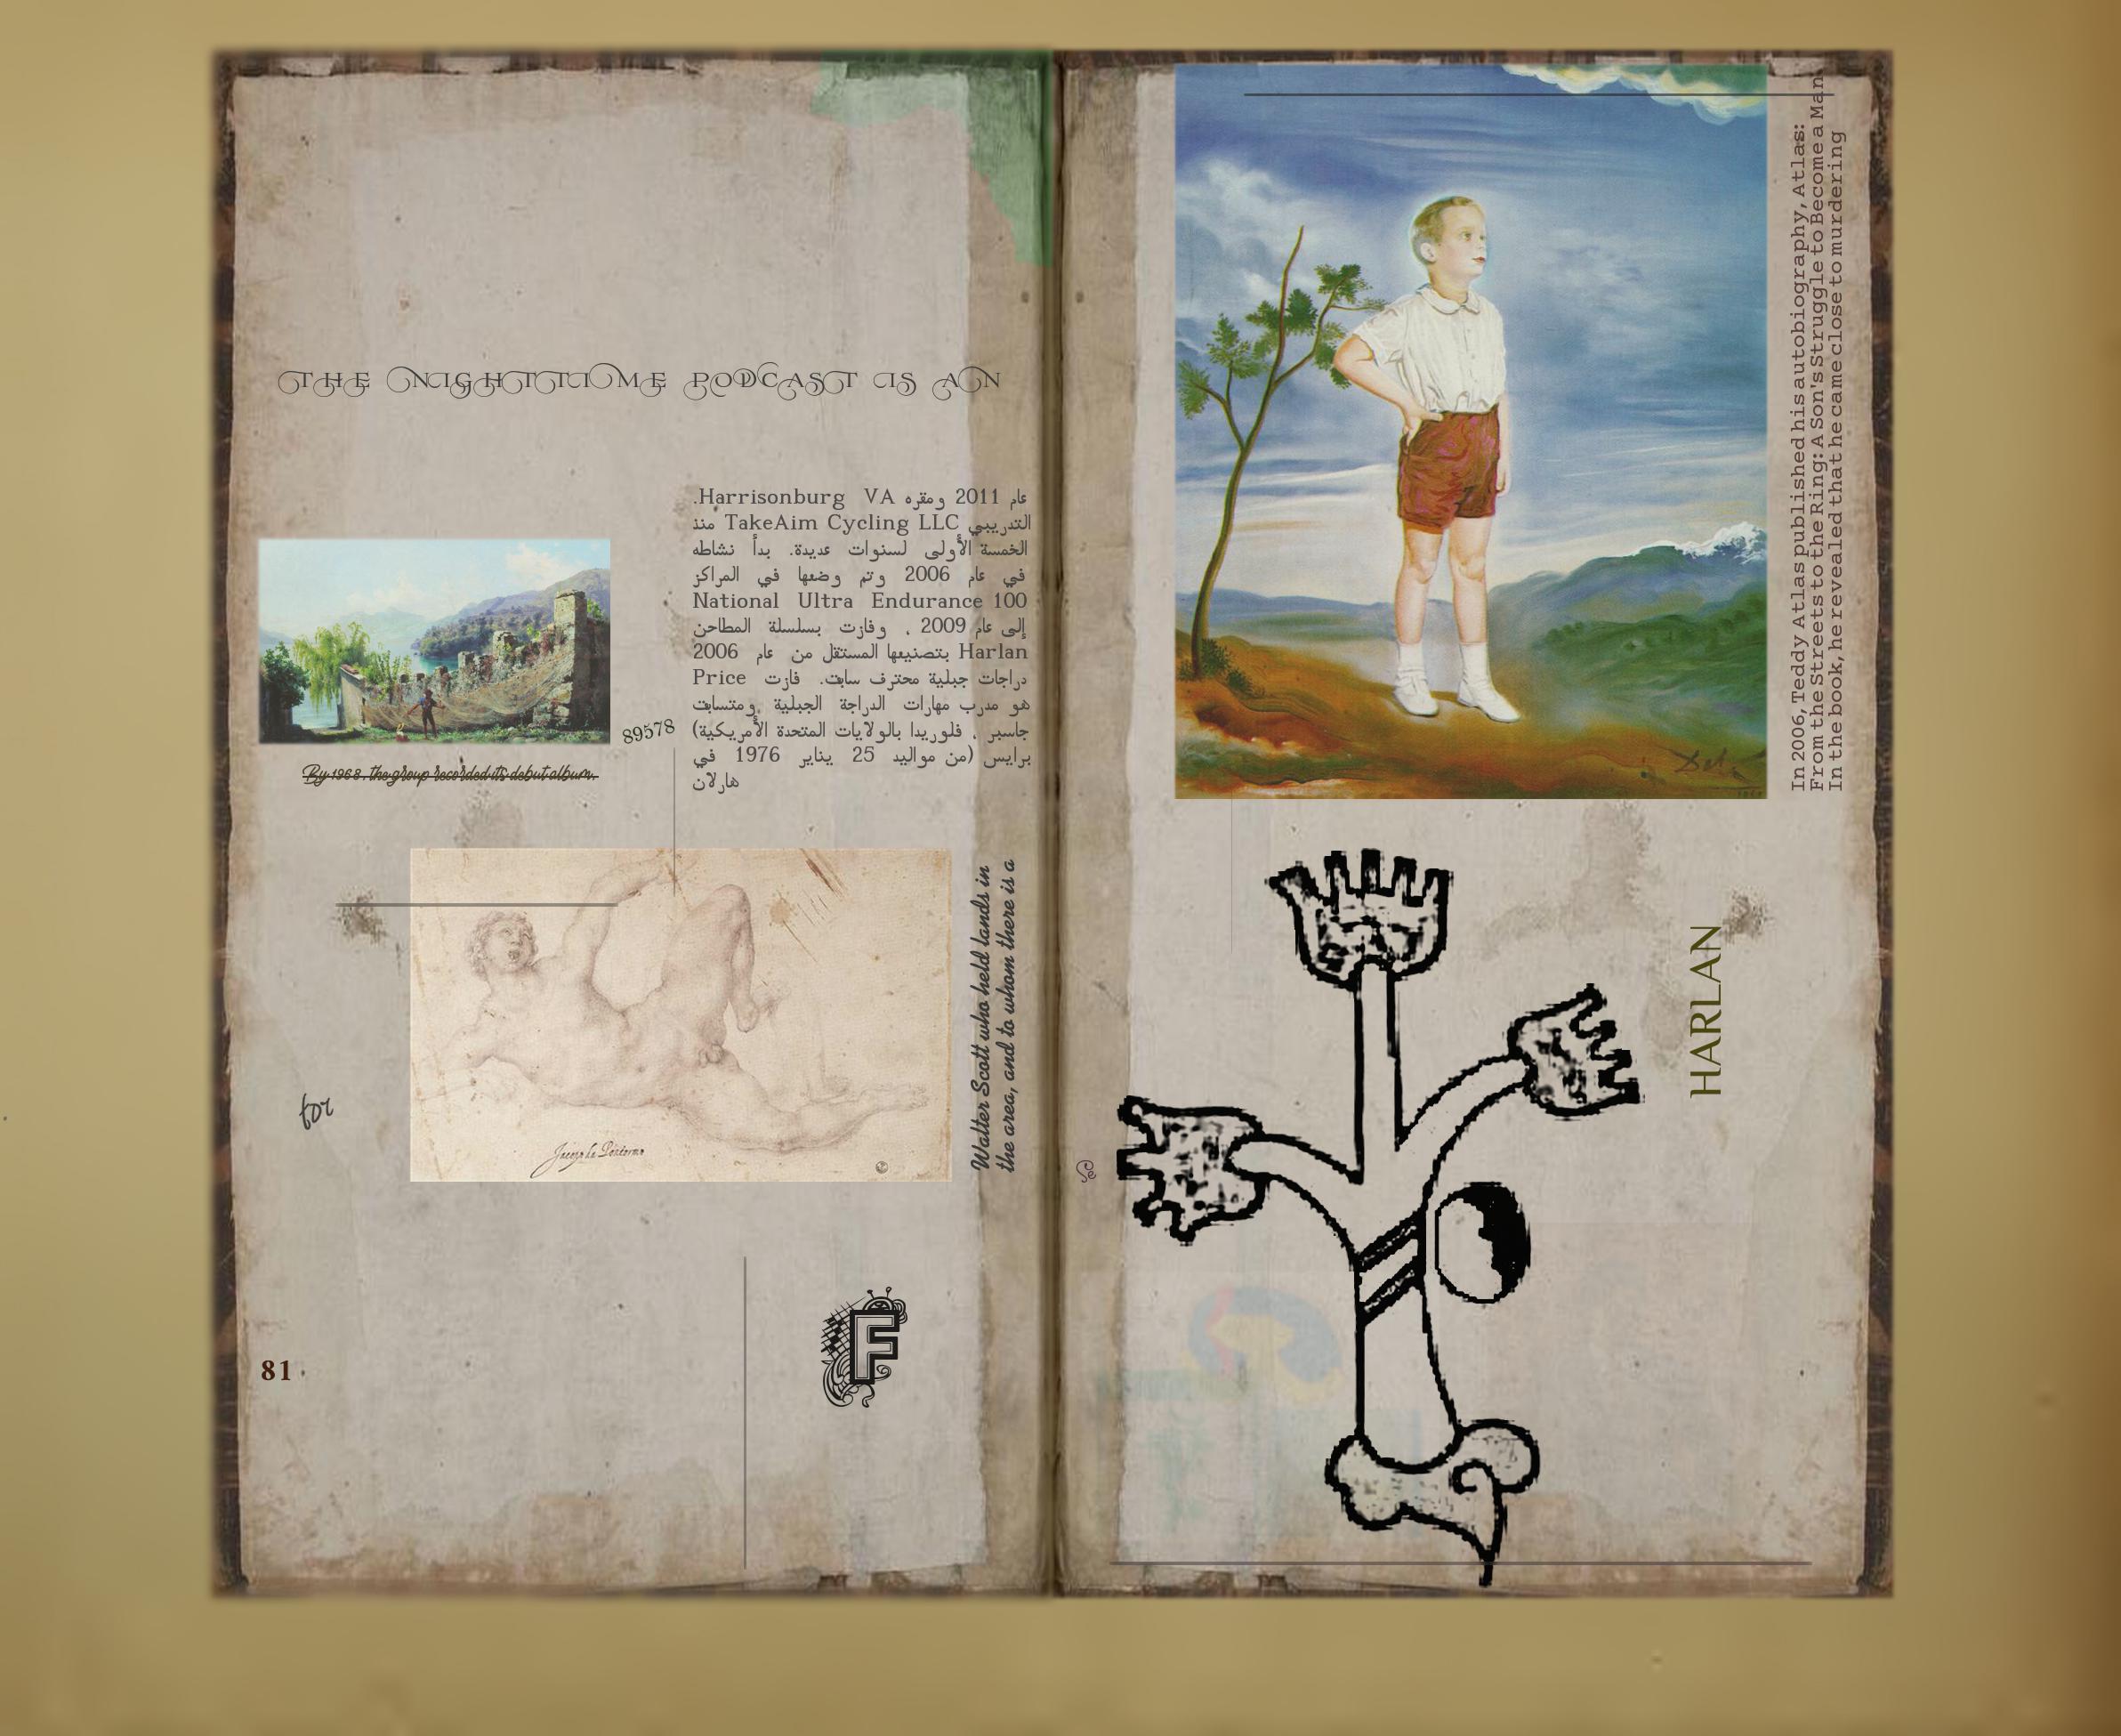 THE NIGHTTIME PODCAST IS AN
عام 2011 ومقره Harrisonburg VA.
التدريبي TakeAim Cycling LLC منذ
الخمسة الأولى لسنوات عديدة. بدأ نشاطه
في عام 2006 وتم وضعها في المراكز
National Ultra Endurance 100
إلى عام 2009 ، وفازت بسلسلة المطاحن
Harlan بتصنيعها المستقل من عام 2006
دراجات جبلية محترف سابق. فازت Price
هو مدرب مهارات الدراجة الجبلية ومتسابق
جاسبر ، فلوريدا بالولايات المتحدة الأمريكية)
برايس (من مواليد 25 يناير 1976 في
هارلان
89578
By 1968, the group recorded its debut album.
Walter Scott who held lands in
the area, and to whom there is a
for
81
F
In 2006, Teddy Atlas published his autobiography, Atlas:
From the Streets to the Ring: A Son's Struggle to Become a Man
In the book, he revealed that he came close to murdering
HARLAN